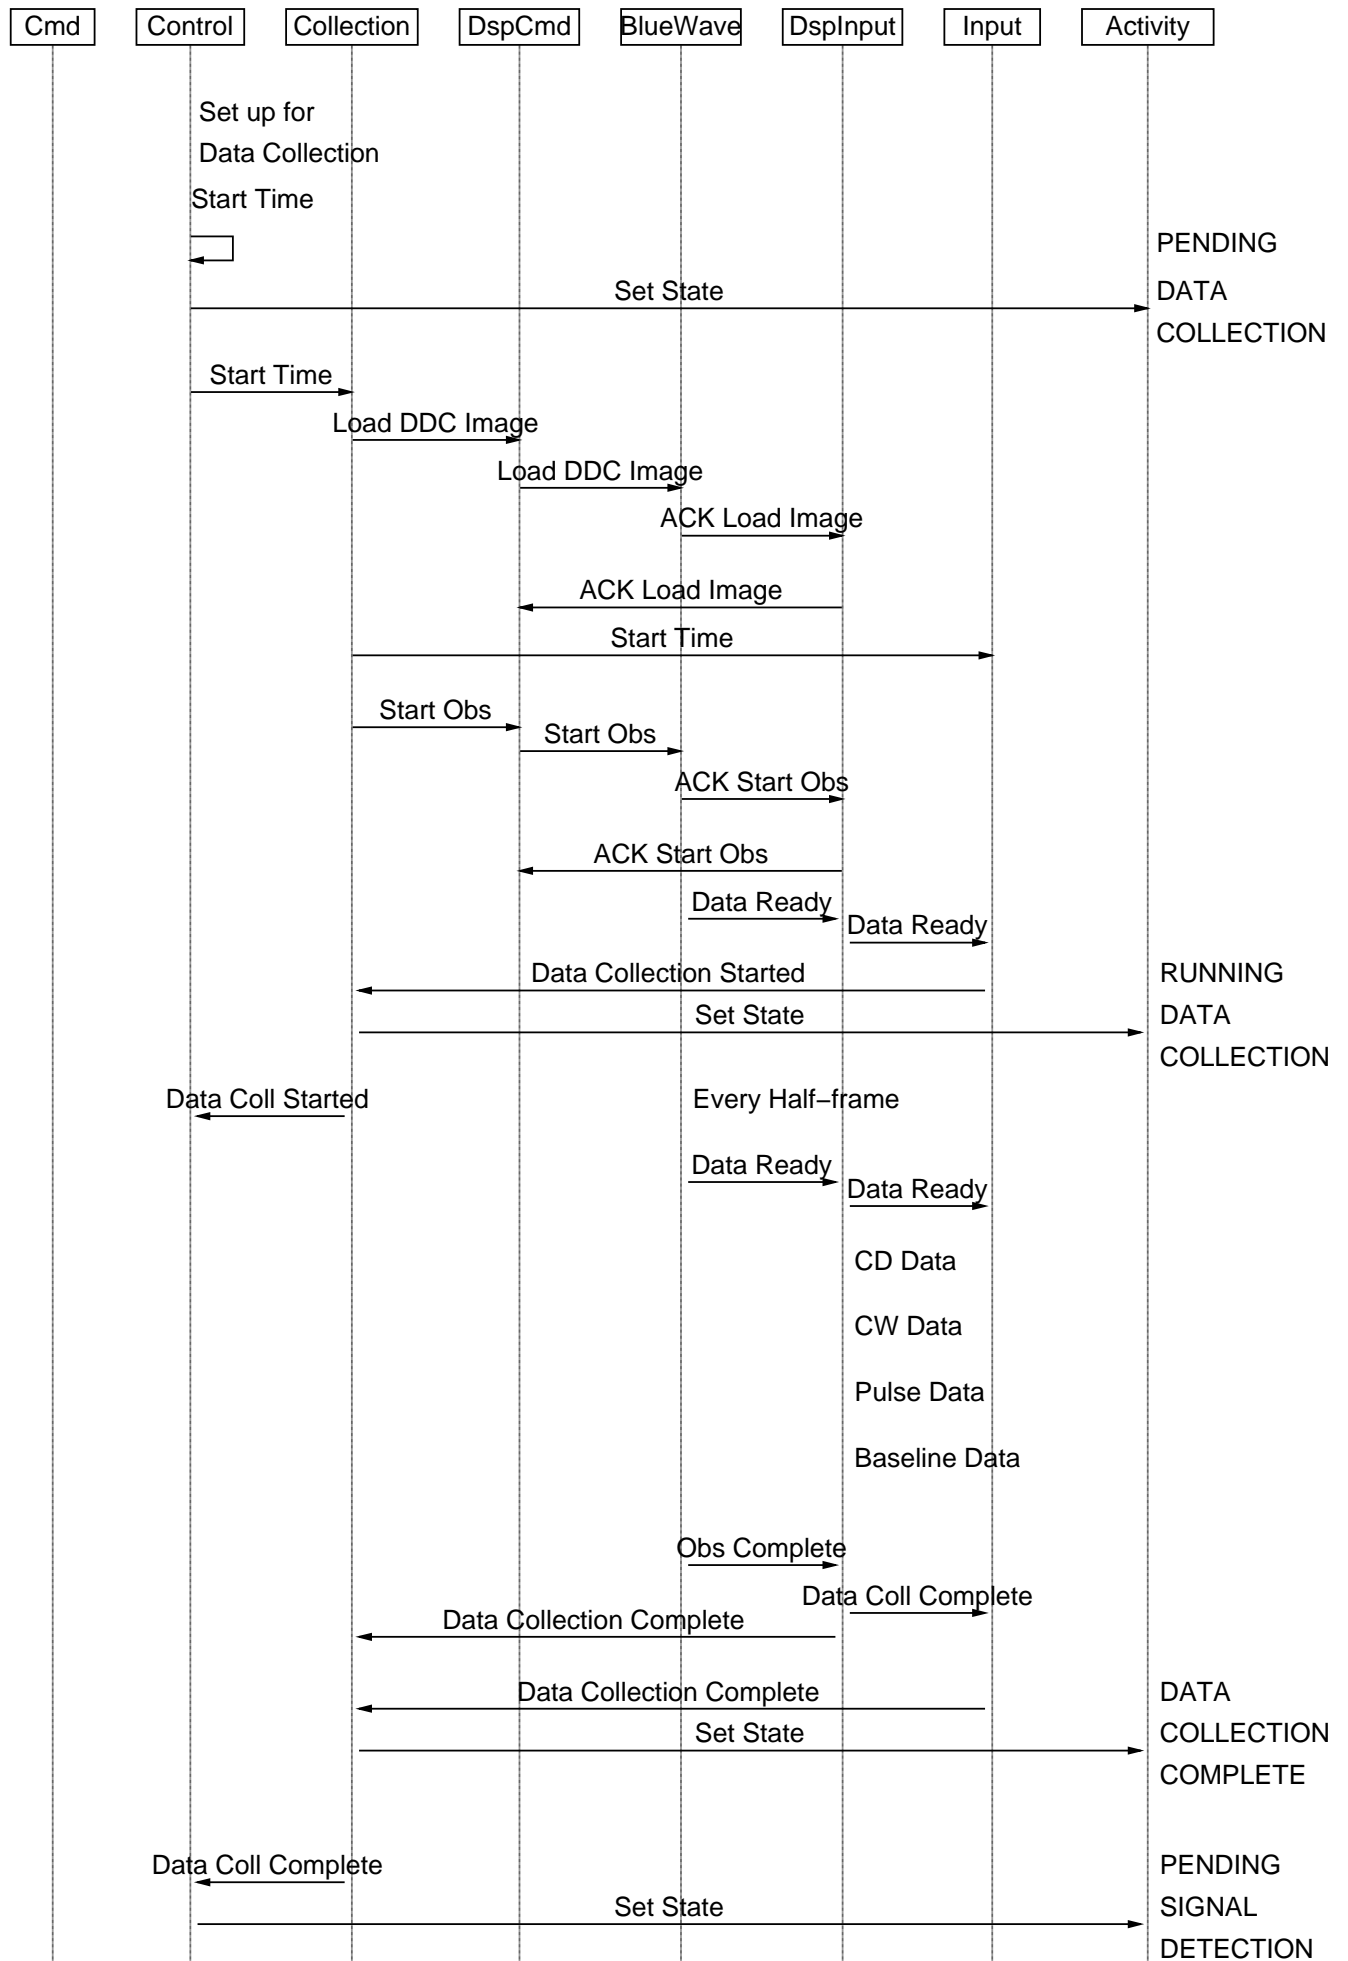 Cmd Control Collection DspCmd BlueWave DspInput Input Activity
Set up for
Data Collection
Start Time
PENDING
Set State DATA
COLLECTION
Start Time
Load DDC Image
Load DDC Image
ACK Load Image
ACK Load Image
Start Time
Start Obs
Start Obs
ACK Start Obs
ACK Start Obs
Data Ready
Data Ready
Data Collection Started RUNNING
Set State DATA
COLLECTION
Data Coll Started Every Half−frame
Data Ready
Data Ready
CD Data
CW Data
Pulse Data
Baseline Data
Obs Complete
Data Coll Complete
Data Collection Complete
Data Collection Complete DATA
Set State COLLECTION
COMPLETE
Data Coll Complete PENDING
Set State SIGNAL
DETECTION